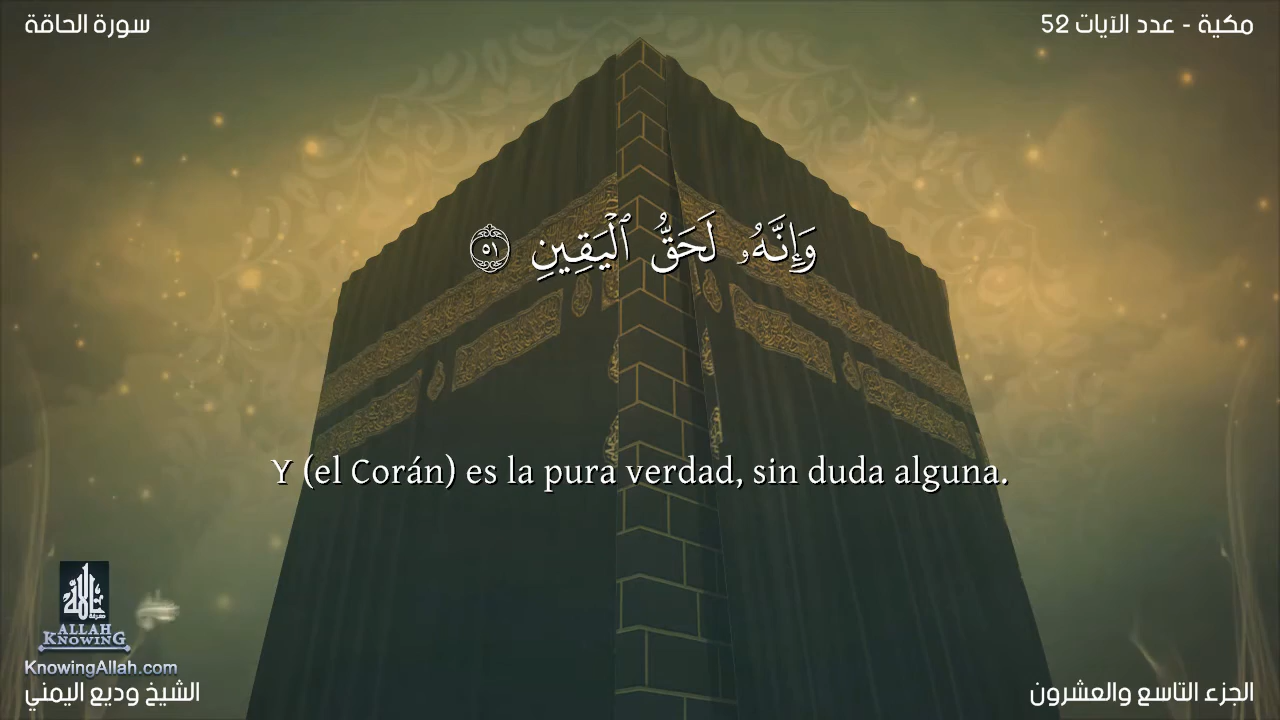 سورة الحاقة
مكية - عدد الآيات 52
وَإِنَّهُۥ لَحَقُّ ٱلْيَقِينِ ٥١
Y (el Corán) es la pura verdad, sin duda alguna.
ALLAH
KNOWING
KnowingAllah.com
الشيخ وديع اليمني
الجزء التاسع والعشرون